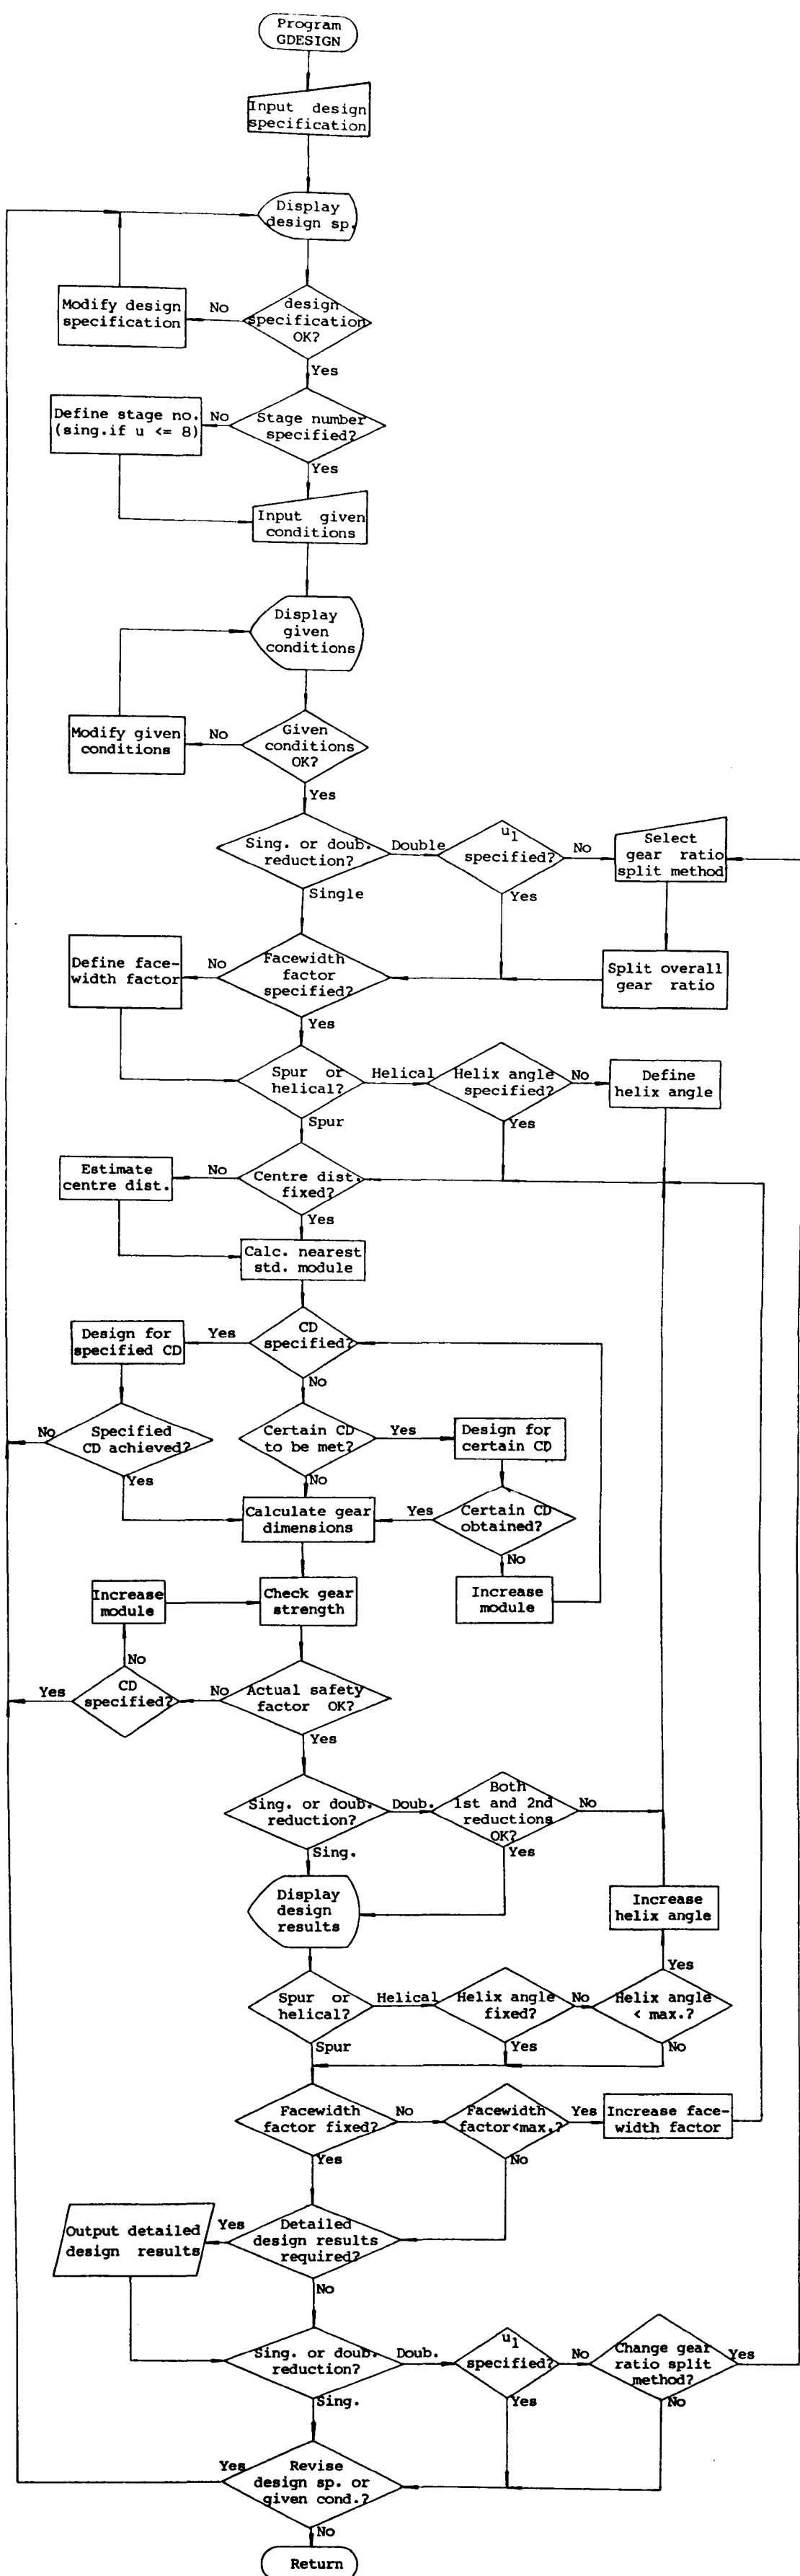 Program
GDESIGN
Input design
specification
Display
design sp.
Modify design
specification
No
design
specification
OK?
Yes
Define stage no.
(sing.if u <= 8)
No
Stage number
specified?
Yes
Input given
conditions
Display
given
conditions
Modify given
conditions
No
Given
conditions
OK?
Yes
Sing. or doub.
reduction?
Double
u1
specified?
No
Select
gear ratio
split method
Single
Yes
Define face-
width factor
No
Facewidth
factor
specified?
Split overall
gear ratio
Yes
Spur or
helical?
Helical
Helix angle
specified?
No
Define
helix angle
Spur
Yes
Estimate
centre dist.
No
Centre dist.
fixed?
Yes
Calc. nearest
std. module
Design for
specified CD
Yes
CD
specified?
No
No
Specified
CD achieved?
Certain CD
to be met?
Yes
Design for
certain CD
Yes
No
Calculate gear
dimensions
Yes
Certain CD
obtained?
No
Increase
module
Check gear
strength
Increase
module
No
Yes
CD
specified?
No
Actual safety
factor OK?
Yes
Sing. or doub.
reduction?
Doub.
Both
1st and 2nd
reductions
OK?
No
Sing.
Yes
Display
design
results
Increase
helix angle
Yes
Spur or
helical?
Helical
Helix angle
fixed?
No
Helix angle
< max.?
Spur
Yes
No
Facewidth
factor fixed?
No
Facewidth
factor<max.?
Yes
Increase face-
width factor
Yes
No
Output detailed
design results
Yes
Detailed
design results
required?
No
Sing. or doub.
reduction?
Doub.
u1
specified?
No
Change gear
ratio split
method?
Yes
Sing.
Yes
No
Yes
Revise
design sp. or
given cond.?
No
Return